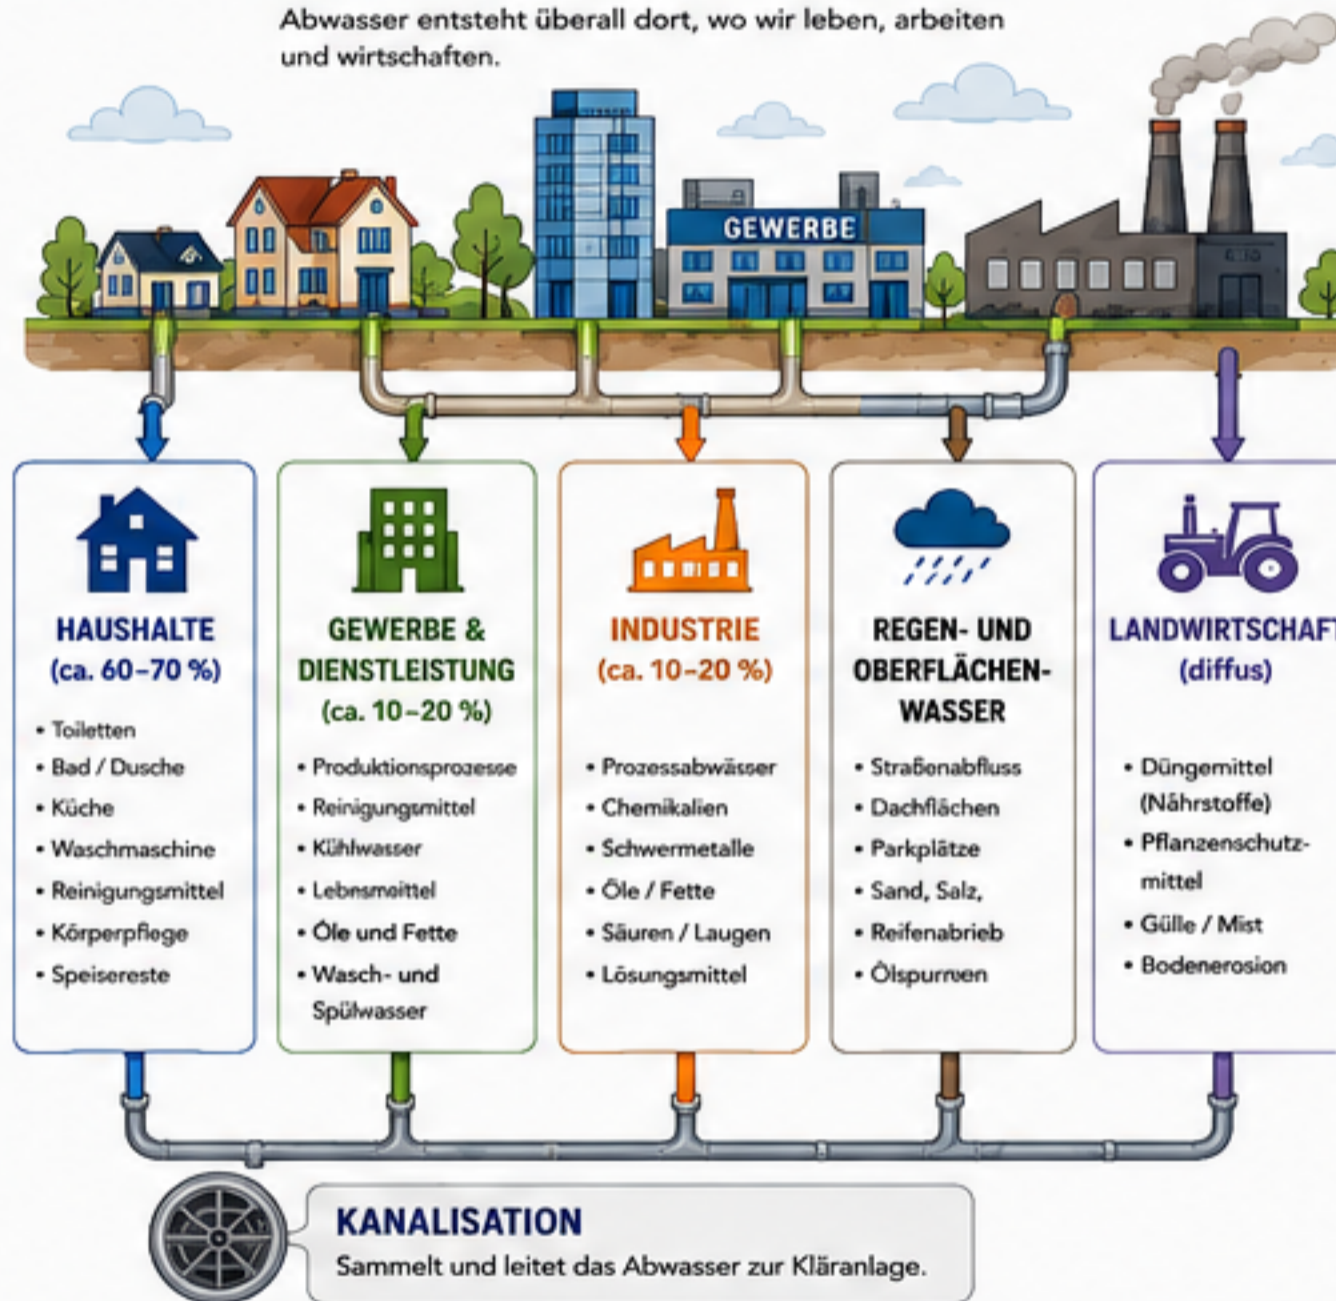 Abwasser entsteht überall dort, wo wir leben, arbeiten
und wirtschaften.
GEWERBE
HAUSHALTE
(ca. 60–70 %)
• Toiletten
• Bad / Dusche
• Küche
• Waschmaschine
• Reinigungsmittel
• Körperpflege
• Speisereste
GEWERBE &
DIENSTLEISTUNG
(ca. 10–20 %)
• Produktionsprozesse
• Reinigungsmittel
• Kühlwasser
• Lebnsmeittel
• Öle und Fette
• Wasch- und
Spülwasser
INDUSTRIE
(ca. 10–20 %)
• Prozessabwässer
• Chemikalien
• Schwermetalle
• Öle / Fette
• Säuren / Laugen
• Lösungsmittel
REGEN- UND
OBERFLÄCHEN-
WASSER
• Straßenabfluss
• Dachflächen
• Parkplätze
• Sand, Salz,
• Reifenabrieb
LANDWIRTSCHAFT
(diffus)
• Düngemittel
(Nährstoffe)
• Pflanzenschutz-
mittel
• Gülle / Mist
• Bodenerosion
KANALISATION
Sammelt und leitet das Abwasser zur Kläranlage.